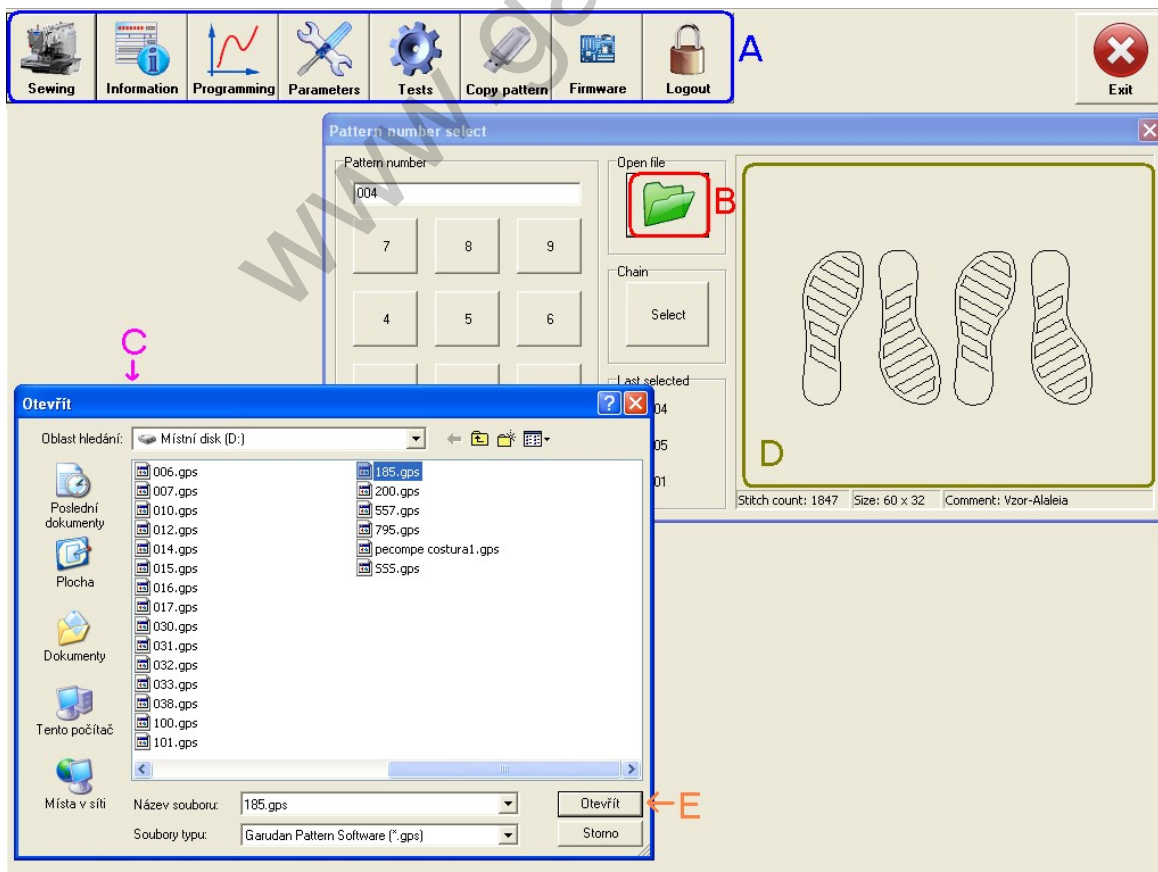 Sewing Information Programming Parameters Tests Copy pattern Firmware Logout A Exit
Pattern number select
Pattern number
004
7 8 9
4 5 6
Open file
B
Chain
Select
Last selected
04
05
01
D
Stitch count: 1847 Size: 60 x 32 Comment: Vzor-Alaleia
C
Otevřít
Oblast hledání: Místní disk (D:)
Poslední dokumenty
Plocha
Dokumenty
Tento počítač
Místa v síti
006.gps
007.gps
010.gps
012.gps
014.gps
015.gps
016.gps
017.gps
030.gps
031.gps
032.gps
033.gps
038.gps
100.gps
101.gps
185.gps
200.gps
557.gps
795.gps
pecompe costura1.gps
555.gps
Název souboru: 185.gps Otevřít E
Soubory typu: Garudan Pattern Software (*.gps) Storno